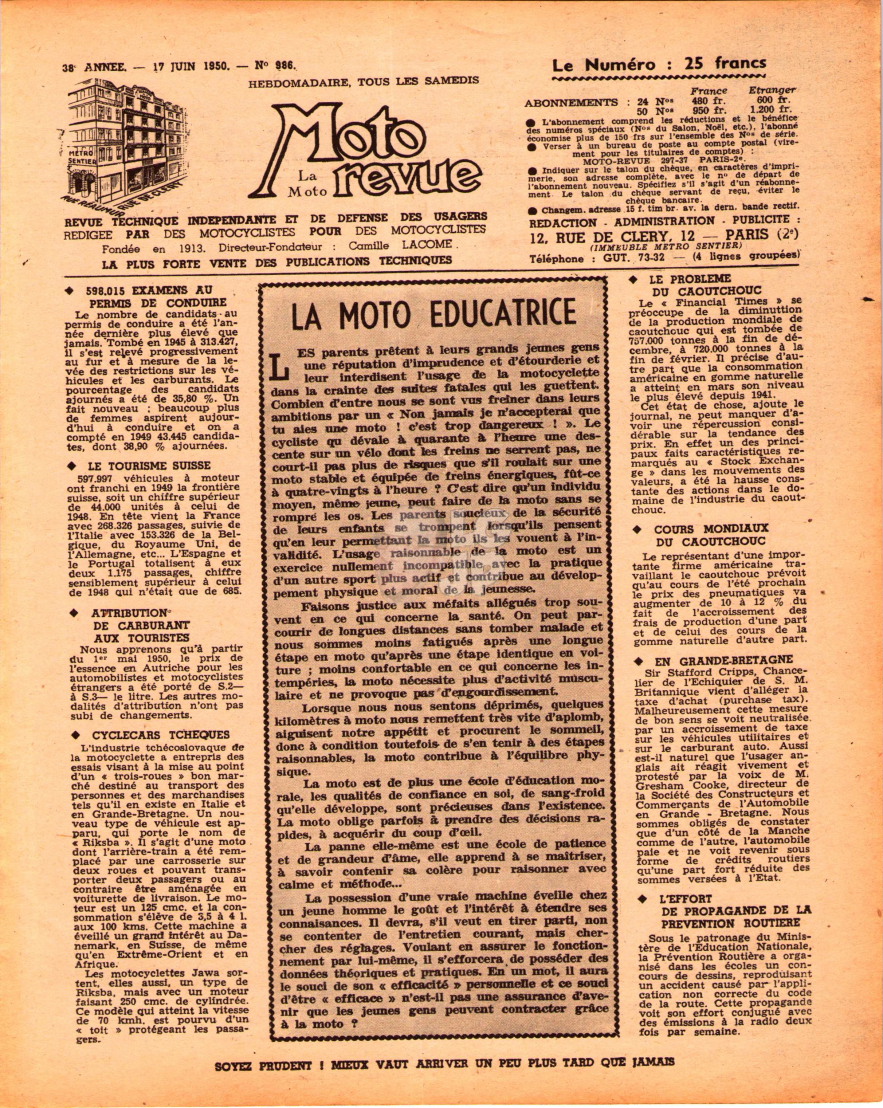 38e ANNEE. — 17 JUIN 1950. — No 986.
HEBDOMADAIRE, TOUS LES SAMEDIS
MÉTRO
SENTIER
RUE RÉAUMUR
RUE DE CLERY
Moto
La
Moto
revue
REVUE TECHNIQUE INDEPENDANTE ET DE DEFENSE DES USAGERS
REDIGEE PAR DES MOTOCYCLISTES POUR DES MOTOCYCLISTES
Fondée en 1913. Directeur-Fondateur : Camille LACOME.
LA PLUS FORTE VENTE DES PUBLICATIONS TECHNIQUES
Le Numéro : 25 francs
France Etranger
ABONNEMENTS : 24 Nos 480 fr. 600 fr.
50 Nos 950 fr. 1.200 fr.
● L'abonnement comprend les réductions et le bénéfice
des numéros spéciaux (Nos du Salon, Noël, etc.), l'abonné
économise plus de 150 frs sur l'ensemble des Nos de série.
● Verser à un bureau de poste au compte postal (vire-
ment pour les titulaires de comptes) :
MOTO-REVUE 297-37 PARIS-2e.
● Indiquer sur le talon du chèque, en caractères d'impri-
merie, son adresse complète, avec le no de départ de
l'abonnement nouveau. Spécifiez s'il s'agit d'un réabonne-
ment. Le talon du chèque servant de reçu, éviter le
chèque bancaire.
● Changem. adresse 15 f. timbr. av. la dern. bande rectif.
REDACTION - ADMINISTRATION - PUBLICITE :
12, RUE DE CLERY, 12 — PARIS (2e)
(IMMEUBLE METRO SENTIER)
Téléphone : GUT. 73-32 — (4 lignes groupées)
◆ 598.015 EXAMENS AU
PERMIS DE CONDUIRE
Le nombre de candidats au
permis de conduire a été l'an-
née dernière plus élevé que
jamais. Tombé en 1945 à 313.427,
il s'est relevé progressivement
au fur et à mesure de la le-
vée des restrictions sur les vé-
hicules et les carburants. Le
pourcentage des candidats
ajournés a été de 35,80 %. Un
fait nouveau : beaucoup plus
de femmes aspirent aujour-
d'hui à conduire et on a
compté en 1949 43.445 candida-
tes, dont 38,90 % ajournées.
◆ LE TOURISME SUISSE
597.997 véhicules à moteur
ont franchi en 1949 la frontière
suisse, soit un chiffre supérieur
de 44.000 unités à celui de
1948. En tête vient la France
avec 268.326 passages, suivie de
l'Italie avec 153.326 de la Bel-
gique, du Royaume Uni, de
l'Allemagne, etc... L'Espagne et
le Portugal totalisent à eux
deux 1.175 passages, chiffre
sensiblement supérieur à celui
de 1948 qui n'était que de 685.
◆ ATTRIBUTION
DE CARBURANT
AUX TOURISTES
Nous apprenons qu'à partir
du 1er mai 1950, le prix de
l'essence en Autriche pour les
automobilistes et motocyclistes
étrangers a été porté de S.2—
à S.3— le litre. Les autres mo-
dalités d'attribution n'ont pas
subi de changements.
◆ CYCLECARS TCHEQUES
L'industrie tchécoslovaque de
la motocyclette a entrepris des
essais visant à la mise au point
d'un « trois-roues » bon mar-
ché destiné au transport des
personnes et des marchandises
tels qu'il en existe en Italie et
en Grande-Bretagne. Un nou-
veau type de véhicule est ap-
paru, qui porte le nom de
« Riksba ». Il s'agit d'une moto
dont l'arrière-train a été rem-
placé par une carrosserie sur
deux roues et pouvant trans-
porter deux passagers ou au
contraire être aménagée en
voiturette de livraison. Le mo-
teur est un 125 cmc. et la con-
sommation s'élève de 3,5 à 4 l.
aux 100 kms. Cette machine a
éveillé un grand intérêt au Da-
nemark, en Suisse, de même
qu'en Extrême-Orient et en
Afrique.
Les motocyclettes Jawa sor-
tent, elles aussi, un type de
Riksba, mais avec un moteur
faisant 250 cmc. de cylindrée.
Ce modèle qui atteint la vitesse
de 70 kmh. est pourvu d'un
« toit » protégeant les passa-
gers.
LA MOTO EDUCATRICE
LES parents prêtent à leurs grands jeunes gens
une réputation d'imprudence et d'étourderie et
leur interdisent l'usage de la motocyclette
dans la crainte des suites fatales qui les guettent.
Combien d'entre nous se sont vus freiner dans leurs
ambitions par un « Non jamais je n'accepterai que
tu aies une moto ! c'est trop dangereux ! ». Le
cycliste qu dévale à quarante à l'heure une des-
cente sur un vélo dont les freins ne serrent pas, ne
court-il pas plus de risques que s'il roulait sur une
moto stable et équipée de freins énergiques, fût-ce
à quatre-vingts à l'heure ? C'est dire qu'un individu
moyen, même jeune, peut faire de la moto sans se
rompre les os. Les parents soucieux de la sécurité
de leurs enfants se trompent lorsqu'ils pensent
qu'en leur permettant la moto ils les vouent à l'in-
validité. L'usage raisonnable de la moto est un
exercice nullement incompatible avec la pratique
d'un autre sport plus actif et contribue au dévelop-
pement physique et moral de la jeunesse.
Faisons justice aux méfaits allégués trop sou-
vent en ce qui concerne la santé. On peut par-
courir de longues distances sans tomber malade et
nous sommes moins fatigués après une longue
étape en moto qu'après une étape identique en voi-
ture ; moins confortable en ce qui concerne les in-
tempéries, la moto nécessite plus d'activité muscu-
laire et ne provoque pas d'engourdissement.
Lorsque nous nous sentons déprimés, quelques
kilomètres à moto nous remettent très vite d'aplomb,
aiguisent notre appétit et procurent le sommeil,
donc à condition toutefois de s'en tenir à des étapes
raisonnables, la moto contribue à l'équilibre phy-
sique.
La moto est de plus une école d'éducation mo-
rale, les qualités de confiance en soi, de sang-froid
qu'elle développe, sont précieuses dans l'existence.
La moto oblige parfois à prendre des décisions ra-
pides, à acquérir du coup d'œil.
La panne elle-même est une école de patience
et de grandeur d'âme, elle apprend à se maîtriser,
à savoir contenir sa colère pour raisonner avec
calme et méthode...
La possession d'une vraie machine éveille chez
un jeune homme le goût et l'intérêt à étendre ses
connaisances. Il devra, s'il veut en tirer parti, non
se contenter de l'entretien courant, mais cher-
cher des réglages. Voulant en assurer le fonction-
nement par lui-même, il s'efforcera de posséder des
données théoriques et pratiques. En un mot, il aura
le souci de son « efficacité » personnelle et ce souci
d'être « efficace » n'est-il pas une assurance d'ave-
nir que les jeunes gens peuvent contracter grâce
à la moto ?
◆ LE PROBLEME
DU CAOUTCHOUC
Le « Financial Times » se
préoccupe de la diminution
de la production mondiale de
caoutchouc qui est tombée de
757.000 tonnes à la fin de dé-
cembre, à 720.000 tonnes à la
fin de février. Il précise d'au-
tre part que la consommation
américaine en gomme naturelle
a atteint en mars son niveau
le plus élevé depuis 1941.
Cet état de chose, ajoute le
journal, ne peut manquer d'a-
voir une répercussion consi-
dérable sur la tendance des
prix. En effet un des princi-
paux faits caractéristiques re-
marqués au « Stock Exchan-
ge » dans les mouvements des
valeurs, a été la hausse cons-
tante des actions dans le do-
maine de l'industrie du caout-
chouc.
◆ COURS MONDIAUX
DU CAOUTCHOUC
Le représentant d'une impor-
tante firme américaine tra-
vaillant le caoutchouc prévoit
qu'au cours de l'été prochain
le prix des pneumatiques va
augmenter de 10 à 12 % du
fait de l'accroissement des
frais de production d'une part
et de celui des cours de la
gomme naturelle d'autre part.
◆ EN GRANDE-BRETAGNE
Sir Stafford Cripps, Chance-
lier de l'Echiquier de S. M.
Britannique vient d'alléger la
taxe d'achat (purchase tax).
Malheureusement cette mesure
de bon sens se voit neutralisée
par un accroissement de taxe
sur les véhicules utilitaires et
sur le carburant auto. Aussi
est-il naturel que l'usager an-
glais ait réagit vivement et
protesté par la voix de M.
Gresham Cooke, directeur de
la Société des Constructeurs et
Commerçants de l'Automobile
en Grande - Bretagne. Nous
sommes obligés de constater
que d'un côté de la Manche
comme de l'autre, l'automobile
paie et ne voit revenir sous
forme de crédits routiers
qu'une part fort réduite des
sommes versées à l'Etat.
◆ L'EFFORT
DE PROPAGANDE DE LA
PREVENTION ROUTIERE
Sous le patronage du Minis-
tère de l'Education Nationale,
la Prévention Routière a or-
ganisé dans les écoles un con-
cours de dessins, reproduisant
un accident causé par l'appli-
cation non correcte du code
de la route. Cette propagande
voit son effort conjugué avec
des émissions à la radio deux
fois par semaine.
SOYEZ PRUDENT ! MIEUX VAUT ARRIVER UN PEU PLUS TARD QUE JAMAIS